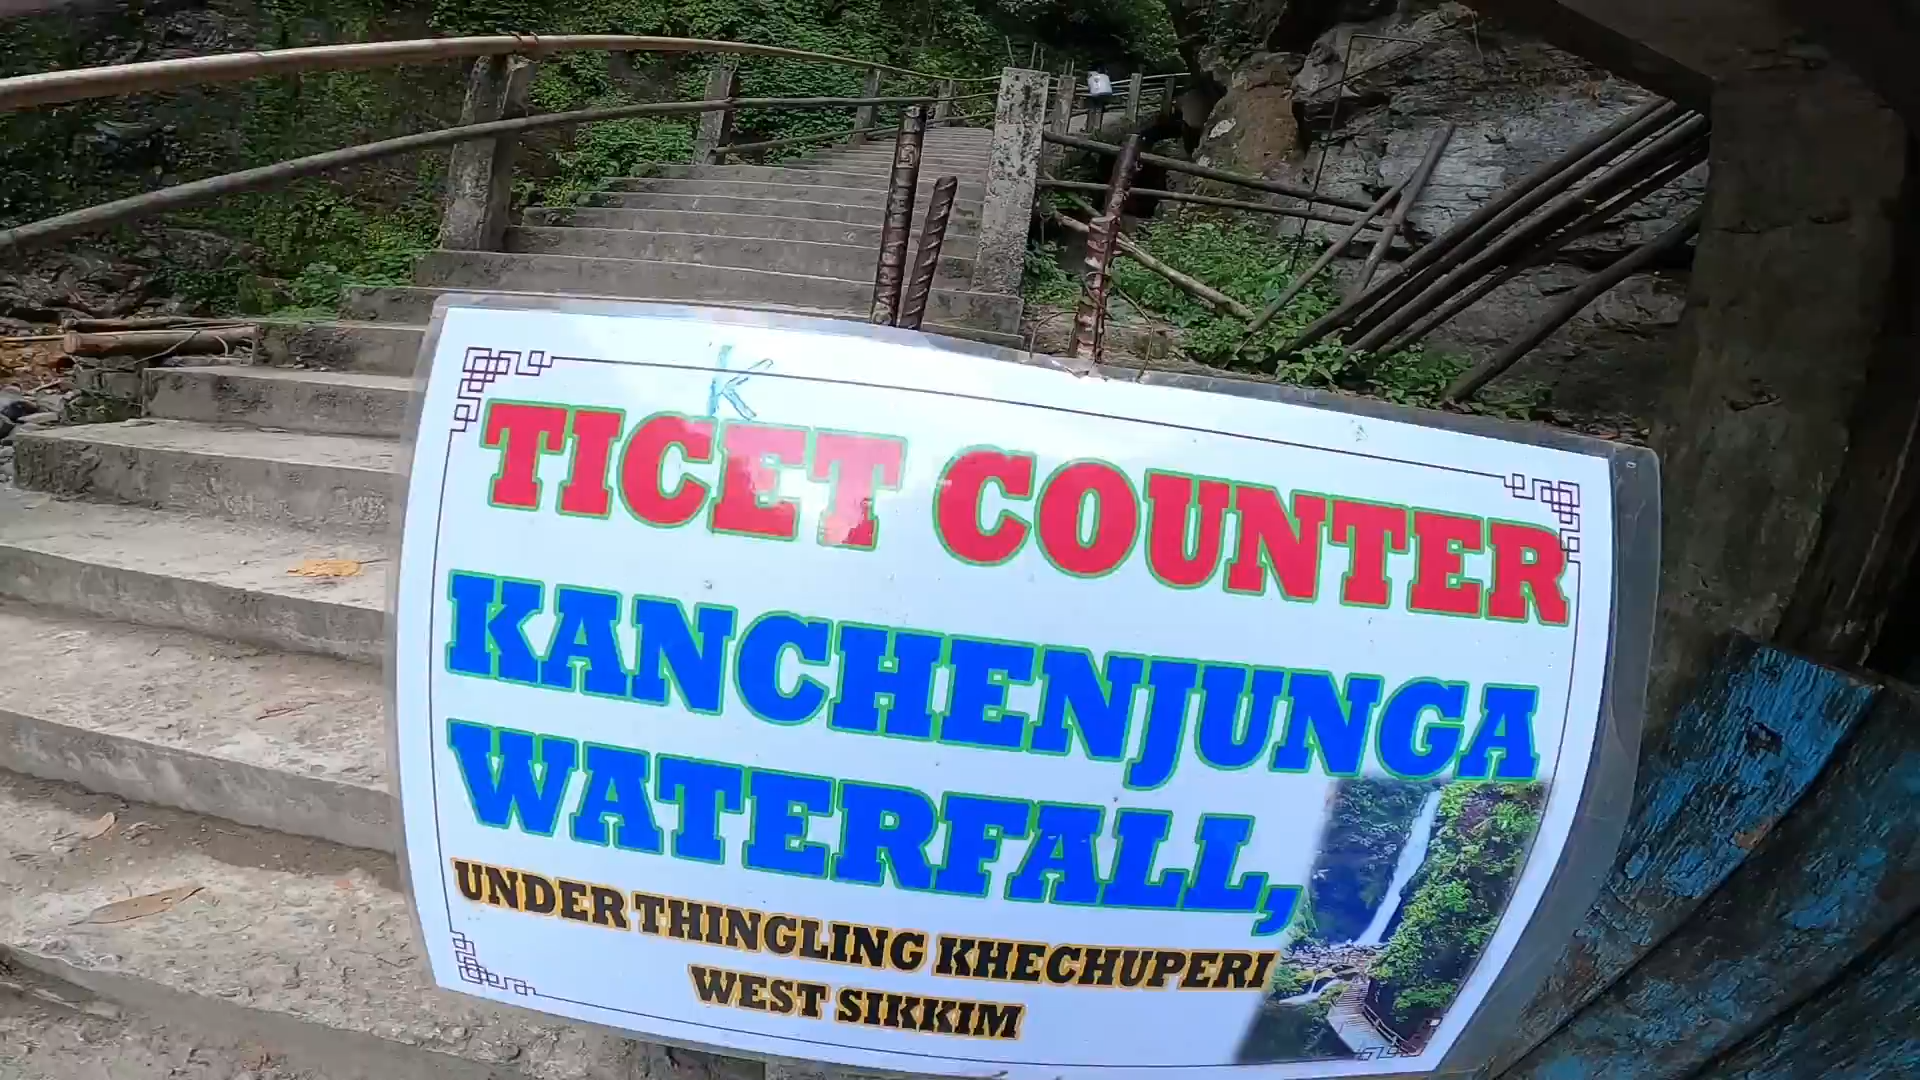 K
TICET COUNTER
KANCHENJUNGA
WATERFALL,
UNDER THINGLING KHECHUPERI
WEST SIKKIM